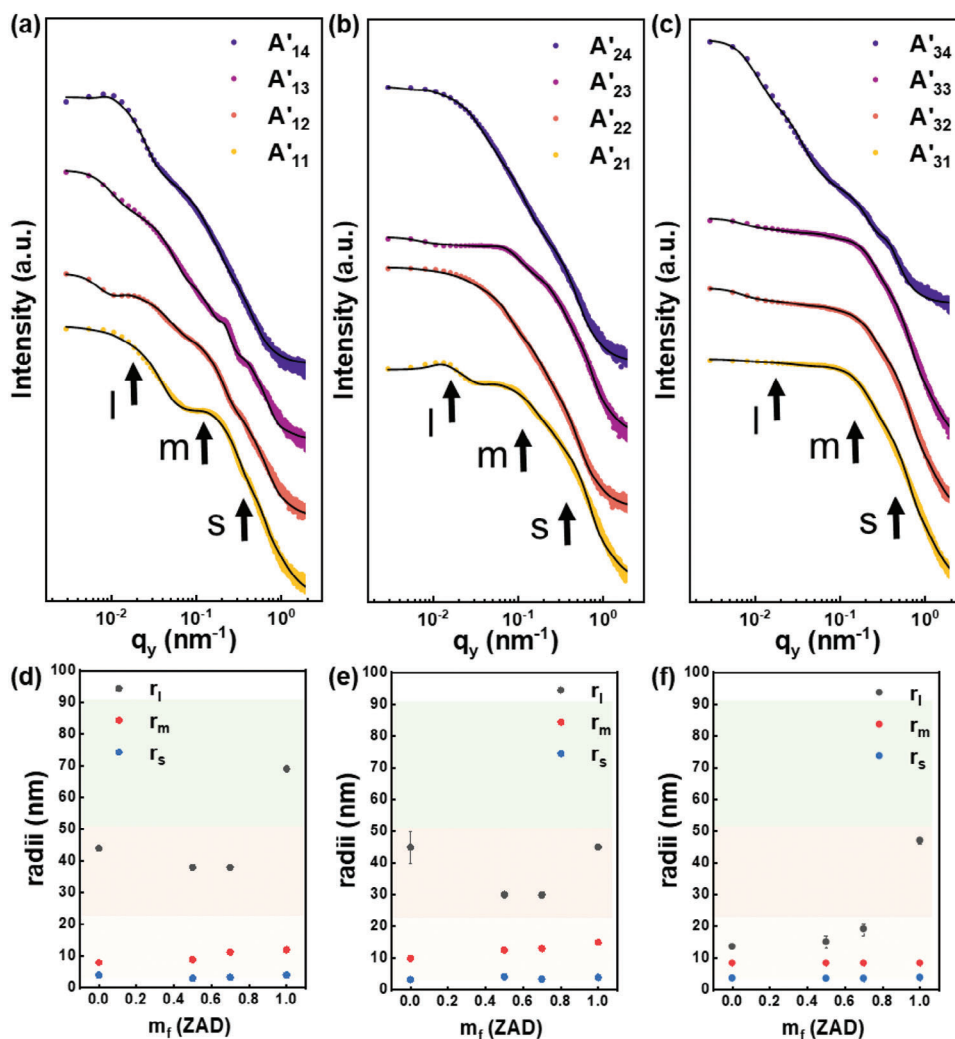 (a)
A'14
A'13
A'12
A'11
l
m
s
Intensity (a.u.)
10-2 10-1 100
qy (nm-1)
(b)
A'24
A'23
A'22
A'21
l
m
s
Intensity (a.u.)
10-2 10-1 100
qy (nm-1)
(c)
A'34
A'33
A'32
A'31
l
m
s
Intensity (a.u.)
10-2 10-1 100
qy (nm-1)
(d)
rl
rm
rs
100
90
80
70
60
50
40
30
20
10
0
radii (nm)
0.0 0.2 0.4 0.6 0.8 1.0
mf (ZAD)
(e)
rl
rm
rs
100
90
80
70
60
50
40
30
20
10
0
radii (nm)
0.0 0.2 0.4 0.6 0.8 1.0
mf (ZAD)
(f)
rl
rm
rs
100
90
80
70
60
50
40
30
20
10
0
radii (nm)
0.0 0.2 0.4 0.6 0.8 1.0
mf (ZAD)